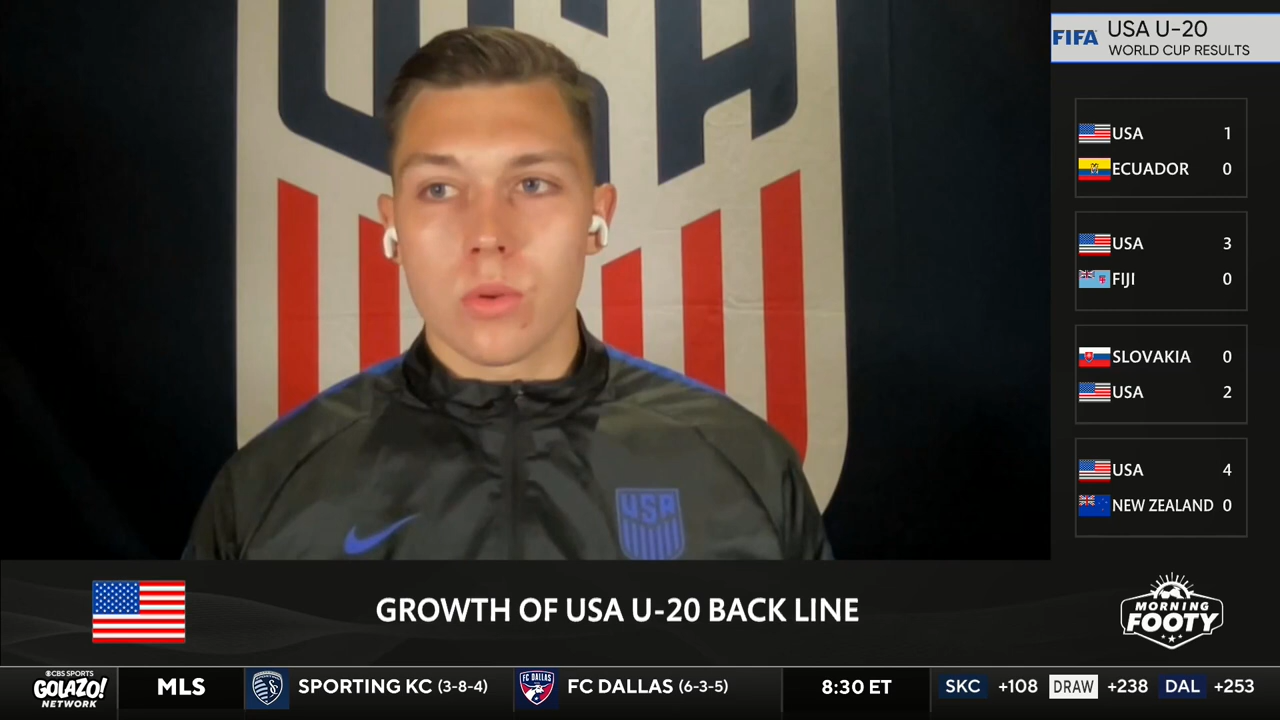 USA
FIFA
USA U-20
WORLD CUP RESULTS
USA 1
ECUADOR 0
USA 3
FIJI 0
SLOVAKIA 0
USA 2
USA 4
NEW ZEALAND 0
USA
GROWTH OF USA U-20 BACK LINE
MORNING
FOOTY
CBS SPORTS
GOLAZO!
NETWORK
MLS
SPORTING KC (3-8-4)
FC DALLAS
FC DALLAS (6-3-5)
8:30 ET
SKC +108 DRAW +238 DAL +253